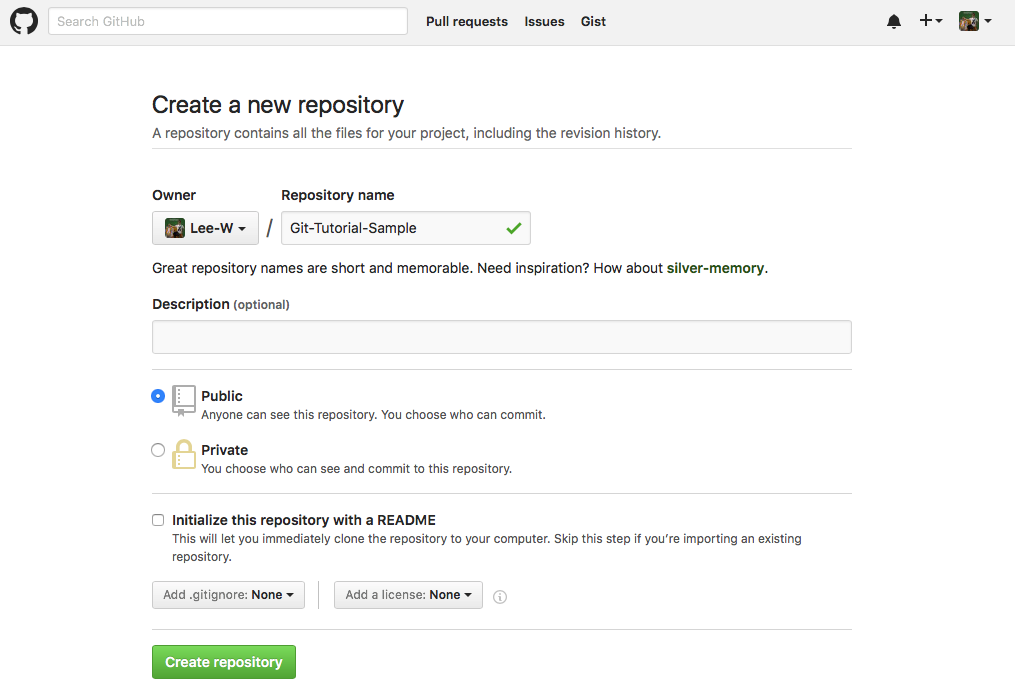 Search GitHub Pull requests Issues Gist
Create a new repository
A repository contains all the files for your project, including the revision history.
Owner Repository name
Lee-W / Git-Tutorial-Sample
Great repository names are short and memorable. Need inspiration? How about silver-memory.
Description (optional)
Public
Anyone can see this repository. You choose who can commit.
Private
You choose who can see and commit to this repository.
Initialize this repository with a README
This will let you immediately clone the repository to your computer. Skip this step if you’re importing an existing
repository.
Add .gitignore: None Add a license: None
Create repository